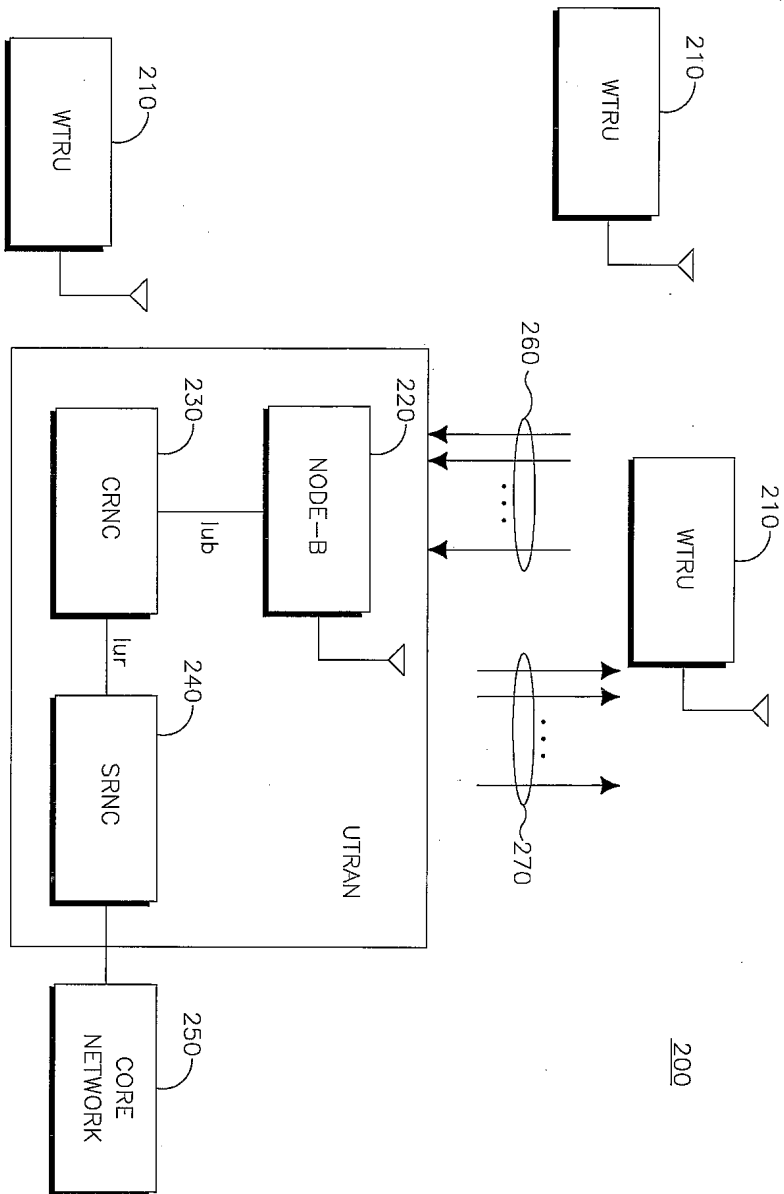 200
210
WTRU
210
WTRU
210
WTRU
260
270
220
NODE-B
UTRAN
Iub
230
CRNC
Iur
240
SRNC
250
CORE
NETWORK